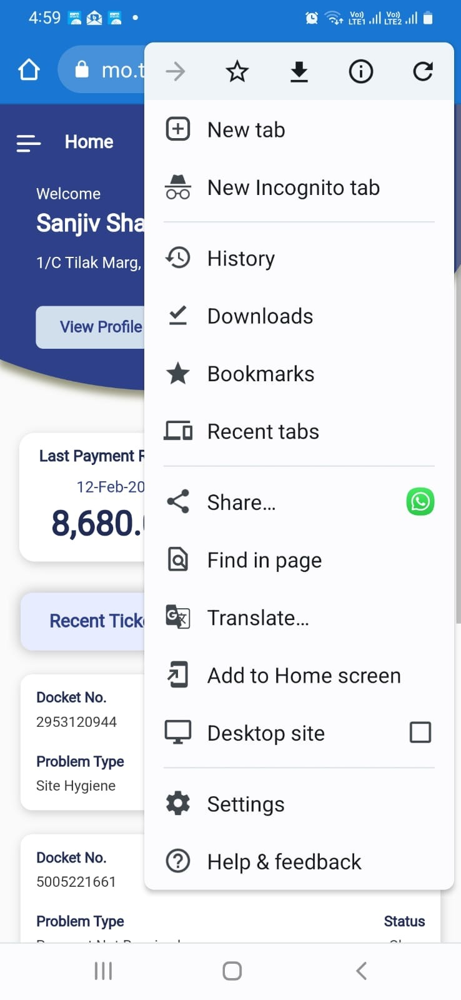 4:59
Vo)) LTE1
Vo)) LTE2
mo.t
New tab
New Incognito tab
History
Downloads
Bookmarks
Recent tabs
Share...
Find in page
Translate...
Add to Home screen
Desktop site
Settings
Help & feedback
Home
Welcome
Sanjiv Sha
1/C Tilak Marg,
View Profile
Last Payment R
12-Feb-20
8,680.
Recent Tick
Docket No.
2953120944
Problem Type
Site Hygiene
Docket No.
5005221661
Problem Type
Status